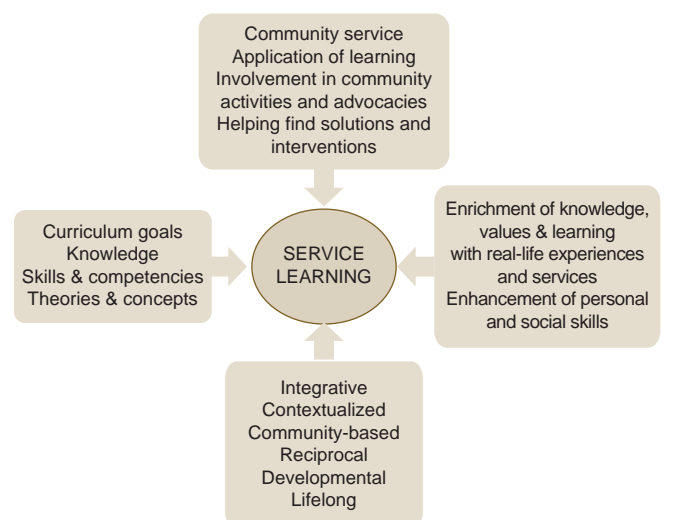 Community service
Application of learning
Involvement in community
activities and advocacies
Helping find solutions and
interventions
Curriculum goals
Knowledge
Skills & competencies
Theories & concepts
SERVICE
LEARNING
Enrichment of knowledge,
values & learning
with real-life experiences
and services
Enhancement of personal
and social skills
Integrative
Contextualized
Community-based
Reciprocal
Developmental
Lifelong